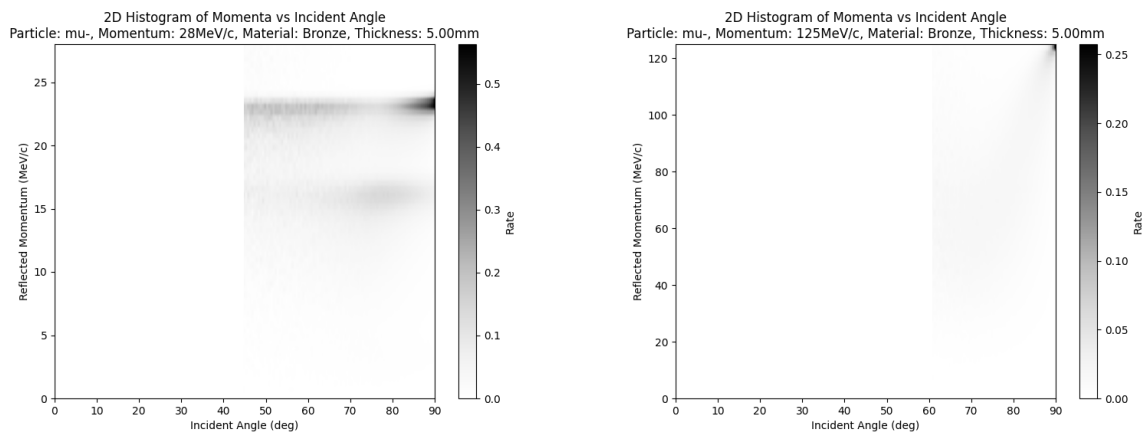 2D Histogram of Momenta vs Incident Angle
Particle: mu-, Momentum: 28MeV/c, Material: Bronze, Thickness: 5.00mm
25
20
15
10
5
0
Reflected Momentum (MeV/c)
0 10 20 30 40 50 60 70 80 90
Incident Angle (deg)
0.5
0.4
0.3
0.2
0.1
0.0
Rate
2D Histogram of Momenta vs Incident Angle
Particle: mu-, Momentum: 125MeV/c, Material: Bronze, Thickness: 5.00mm
120
100
80
60
40
20
0
Reflected Momentum (MeV/c)
0 10 20 30 40 50 60 70 80 90
Incident Angle (deg)
0.25
0.20
0.15
0.10
0.05
0.00
Rate